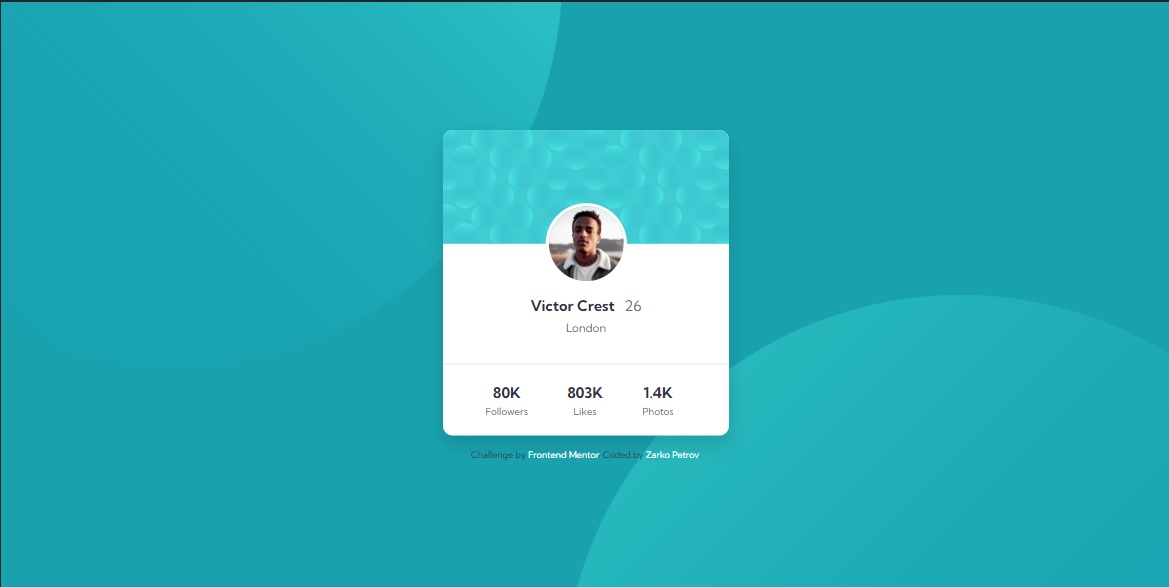 Victor Crest 26
London
80K 803K 1.4K
Followers Likes Photos
Challenge by Frontend Mentor Coded by Zarko Petrov